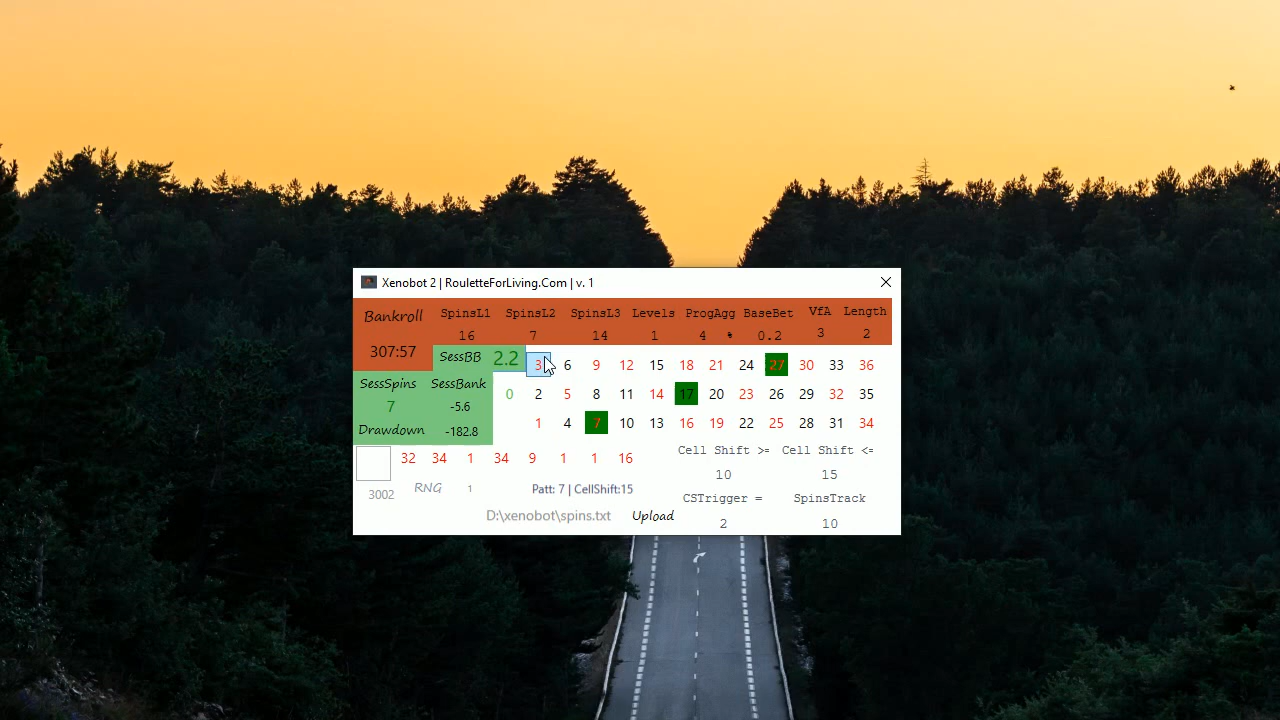 Xenobot 2 | RouletteForLiving.Com | v. 1
Bankroll SpinsL1 SpinsL2 SpinsL3 Levels ProgAgg BaseBet VfA Length
16 7 14 1 4 % 0.2 3 2
307:57 SessBB 2.2 3 6 9 12 15 18 21 24 27 30 33 36
SessSpins SessBank
7 -5.6 0 2 5 8 11 14 17 20 23 26 29 32 35
Drawdown -182.8 1 4 7 10 13 16 19 22 25 28 31 34
32 34 1 34 9 1 1 16 Cell Shift >= Cell Shift <=
10 15
3002 RNG 1 Patt: 7 | CellShift:15 CSTrigger = SpinsTrack
D:\xenobot\spins.txt Upload 2 10